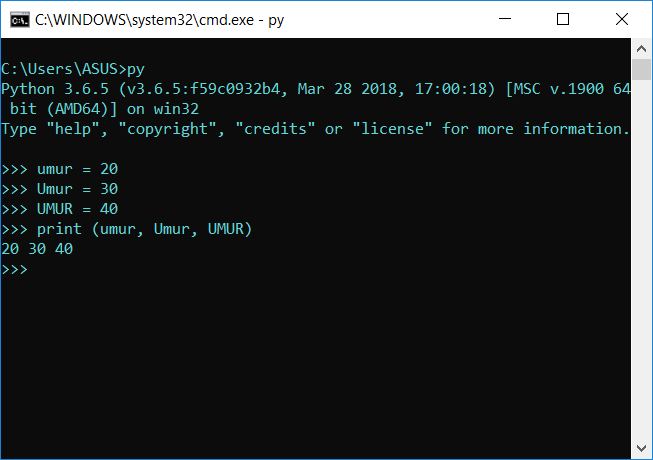 C:\WINDOWS\system32\cmd.exe - py
C:\Users\ASUS>py
Python 3.6.5 (v3.6.5:f59c0932b4, Mar 28 2018, 17:00:18) [MSC v.1900 64
 bit (AMD64)] on win32
Type "help", "copyright", "credits" or "license" for more information.
>>> umur = 20
>>> Umur = 30
>>> UMUR = 40
>>> print (umur, Umur, UMUR)
20 30 40
>>>